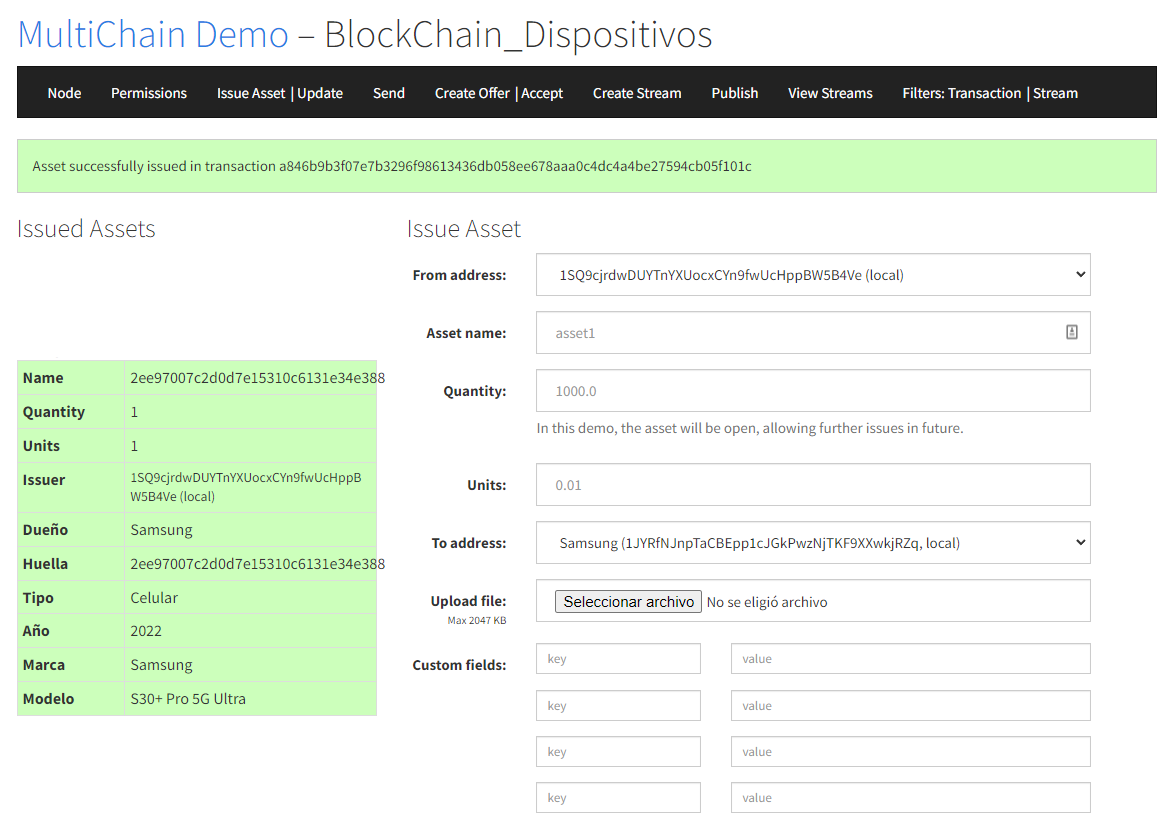 MultiChain Demo – BlockChain_Dispositivos
Node Permissions Issue Asset | Update Send Create Offer | Accept Create Stream Publish View Streams Filters: Transaction | Stream
Asset successfully issued in transaction a846b9b3f07e7b3296f98613436db058ee678aaa0c4dc4a4be27594cb05f101c
Issued Assets
Name 2ee97007c2d0d7e15310c6131e34e388
Quantity 1
Units 1
Issuer 1SQ9cjrdwDUYTnYXUocxCYn9fwUcHppB
W5B4Ve (local)
Dueño Samsung
Huella 2ee97007c2d0d7e15310c6131e34e388
Tipo Celular
Año 2022
Marca Samsung
Modelo S30+ Pro 5G Ultra
Issue Asset
From address: 1SQ9cjrdwDUYTnYXUocxCYn9fwUcHppBW5B4Ve (local)
Asset name: asset1
Quantity: 1000.0
In this demo, the asset will be open, allowing further issues in future.
Units: 0.01
To address: Samsung (1JYRfNJnpTaCBEpp1cJGkPwzNjTKF9XXwkjRZq, local)
Upload file: Seleccionar archivo No se eligió archivo
Max 2047 KB
Custom fields: key value
key value
key value
key value